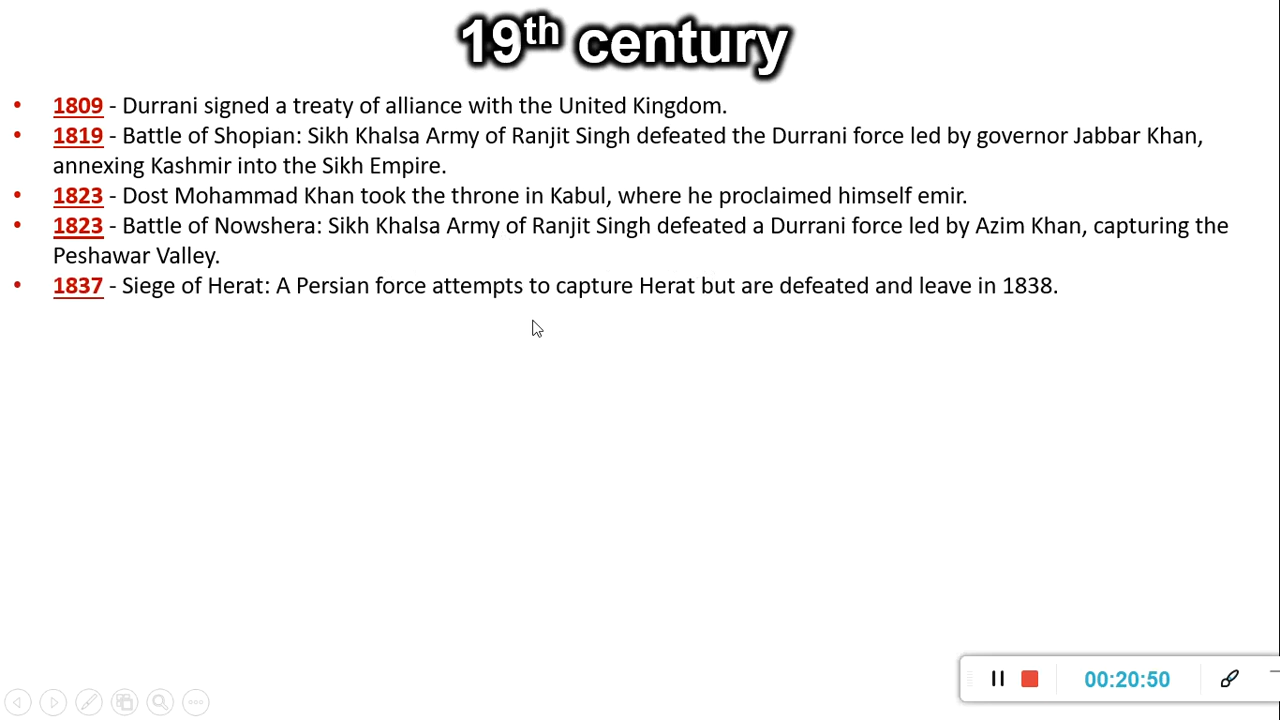 19th century
• 1809 - Durrani signed a treaty of alliance with the United Kingdom.
• 1819 - Battle of Shopian: Sikh Khalsa Army of Ranjit Singh defeated the Durrani force led by governor Jabbar Khan,
annexing Kashmir into the Sikh Empire.
• 1823 - Dost Mohammad Khan took the throne in Kabul, where he proclaimed himself emir.
• 1823 - Battle of Nowshera: Sikh Khalsa Army of Ranjit Singh defeated a Durrani force led by Azim Khan, capturing the
Peshawar Valley.
• 1837 - Siege of Herat: A Persian force attempts to capture Herat but are defeated and leave in 1838.
00:20:50